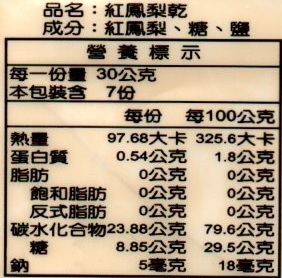 品名：紅鳳梨乾
成分：紅鳳梨、糖、鹽
營養標示
每一份量 30公克
本包裝含 7份
每份 每100公克
熱量 97.68大卡 325.6大卡
蛋白質 0.54公克 1.8公克
脂肪 0公克 0公克
飽和脂肪 0公克 0公克
反式脂肪 0公克 0公克
碳水化合物 23.88公克 79.6公克
糖 8.85公克 29.5公克
鈉 5毫克 18毫克